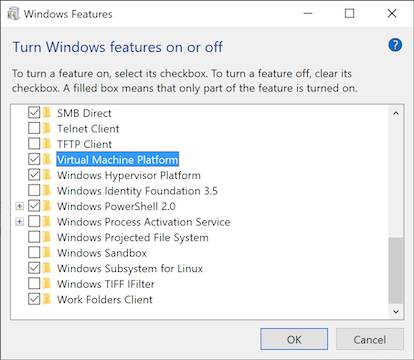 Windows Features
Turn Windows features on or off
?
To turn a feature on, select its checkbox. To turn a feature off, clear its
checkbox. A filled box means that only part of the feature is turned on.
SMB Direct
Telnet Client
TFTP Client
Virtual Machine Platform
Windows Hypervisor Platform
Windows Identity Foundation 3.5
Windows PowerShell 2.0
Windows Process Activation Service
Windows Projected File System
Windows Sandbox
Windows Subsystem for Linux
Windows TIFF IFilter
Work Folders Client
OK
Cancel